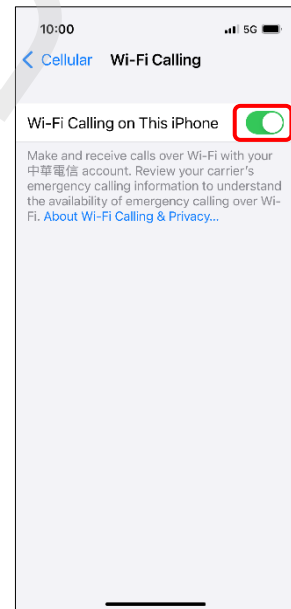 10:00 5G
Cellular Wi-Fi Calling
Wi-Fi Calling on This iPhone
Make and receive calls over Wi-Fi with your
中華電信 account. Review your carrier's
emergency calling information to understand
the availability of emergency calling over Wi-
Fi. About Wi-Fi Calling & Privacy...